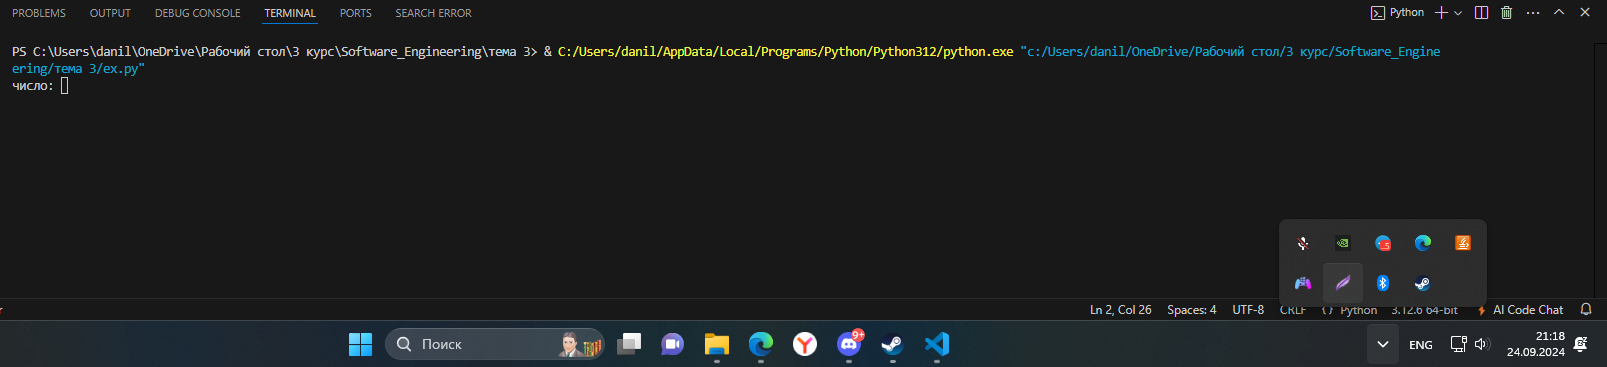 PROBLEMS OUTPUT DEBUG CONSOLE TERMINAL PORTS SEARCH ERROR Python
PS C:\Users\danil\OneDrive\Рабочий стол\3 курс\Software_Engineering\тема 3> & C:/Users/danil/AppData/Local/Programs/Python/Python312/python.exe "c:/Users/danil/OneDrive/Рабочий стол/3 курс/Software_Engine
ering/тема 3/ex.py"
число:
Ln 2, Col 26 Spaces: 4 UTF-8 CRLF Python 3.12.6 64-bit AI Code Chat
Поиск 9+ ENG 21:18
24.09.2024